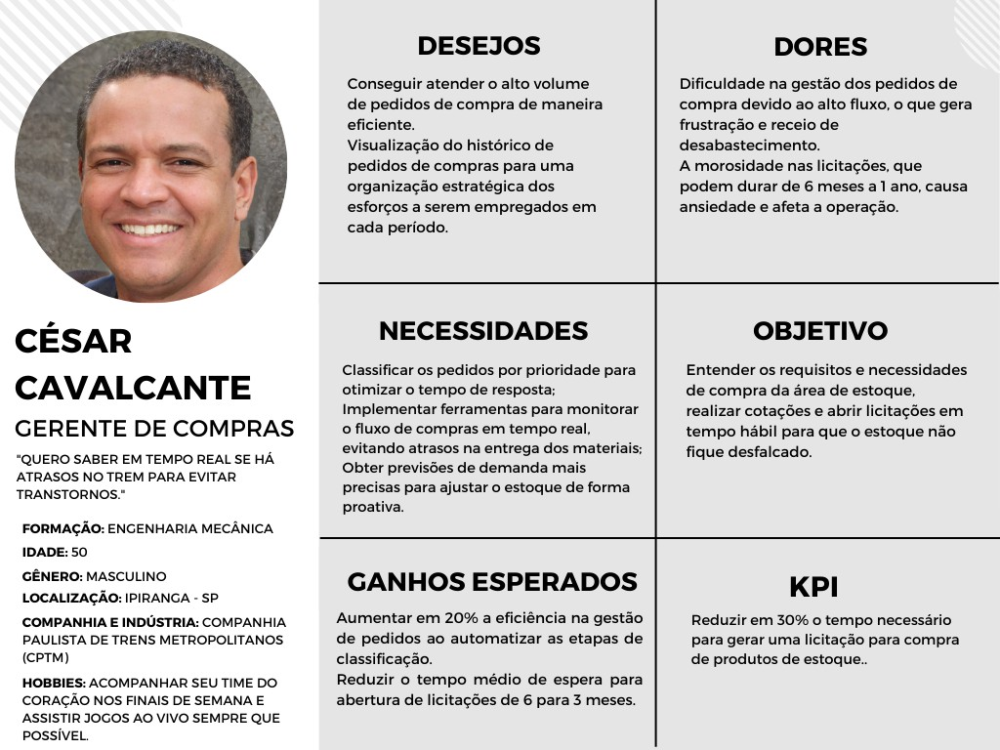 CÉSAR
CAVALCANTE
GERENTE DE COMPRAS
"QUERO SABER EM TEMPO REAL SE HÁ
ATRASOS NO TREM PARA EVITAR
TRANSTORNOS."
FORMAÇÃO: ENGENHARIA MECÂNICA
IDADE: 50
GÊNERO: MASCULINO
LOCALIZAÇÃO: IPIRANGA - SP
COMPANHIA E INDÚSTRIA: COMPANHIA
PAULISTA DE TRENS METROPOLITANOS
(CPTM)
HOBBIES: ACOMPANHAR SEU TIME DO
CORAÇÃO NOS FINAIS DE SEMANA E
ASSISTIR JOGOS AO VIVO SEMPRE QUE
POSSÍVEL.
DESEJOS
Conseguir atender o alto volume
de pedidos de compra de maneira
eficiente.
Visualização do histórico de
pedidos de compras para uma
organização estratégica dos
esforços a serem empregados em
cada período.
DORES
Dificuldade na gestão dos pedidos de
compra devido ao alto fluxo, o que gera
frustração e receio de
desabastecimento.
A morosidade nas licitações, que
podem durar de 6 meses a 1 ano, causa
ansiedade e afeta a operação.
NECESSIDADES
Classificar os pedidos por prioridade para
otimizar o tempo de resposta;
Implementar ferramentas para monitorar
o fluxo de compras em tempo real,
evitando atrasos na entrega dos materiais;
Obter previsões de demanda mais
precisas para ajustar o estoque de forma
proativa.
OBJETIVO
Entender os requisitos e necessidades
de compra da área de estoque,
realizar cotações e abrir licitações em
tempo hábil para que o estoque não
fique desfalcado.
GANHOS ESPERADOS
Aumentar em 20% a eficiência na gestão
de pedidos ao automatizar as etapas de
classificação.
Reduzir o tempo médio de espera para
abertura de licitações de 6 para 3 meses.
KPI
Reduzir em 30% o tempo necessário
para gerar uma licitação para compra
de produtos de estoque..